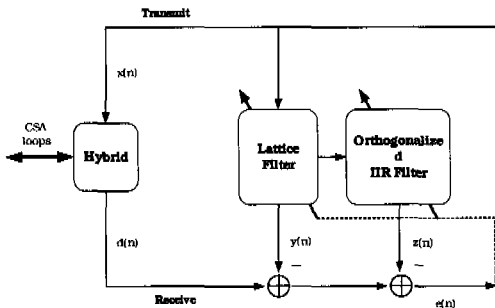 Transmit
x(n)
CSA
loops
Hybrid
Lattice
Filter
Orthogonalize
d
IIR Filter
d(n)
y(n)
z(n)
Receive
e(n)